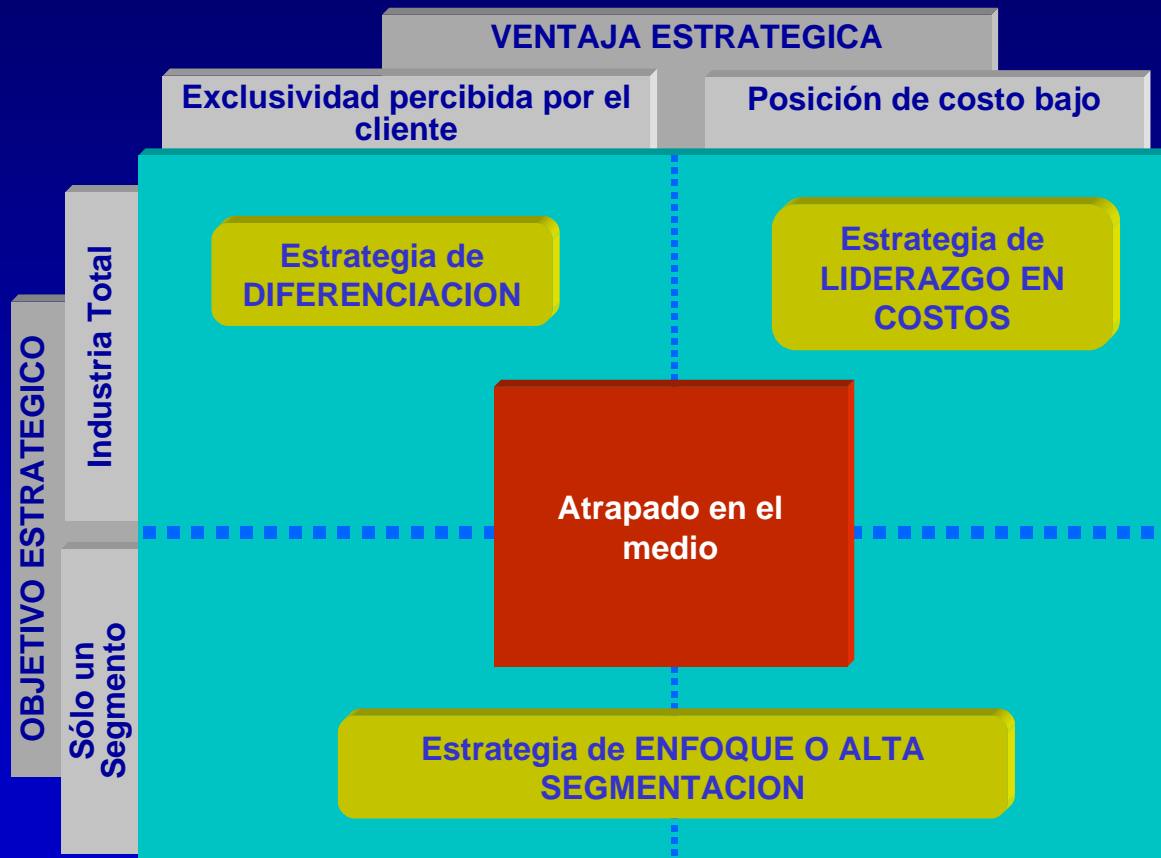 VENTAJA ESTRATEGICA
Exclusividad percibida por el
cliente
Posición de costo bajo
OBJETIVO ESTRATEGICO
Industria Total
Estrategia de
DIFERENCIACION
Estrategia de
LIDERAZGO EN
COSTOS
Atrapado en el
medio
Sólo un
Segmento
Estrategia de ENFOQUE O ALTA
SEGMENTACION